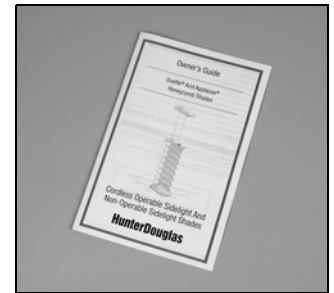 Owner's Guide
Duette® And Applause®
Honeycomb Shades
Cordless Operable Sidelight And
Non-Operable Sidelight Shades
HunterDouglas